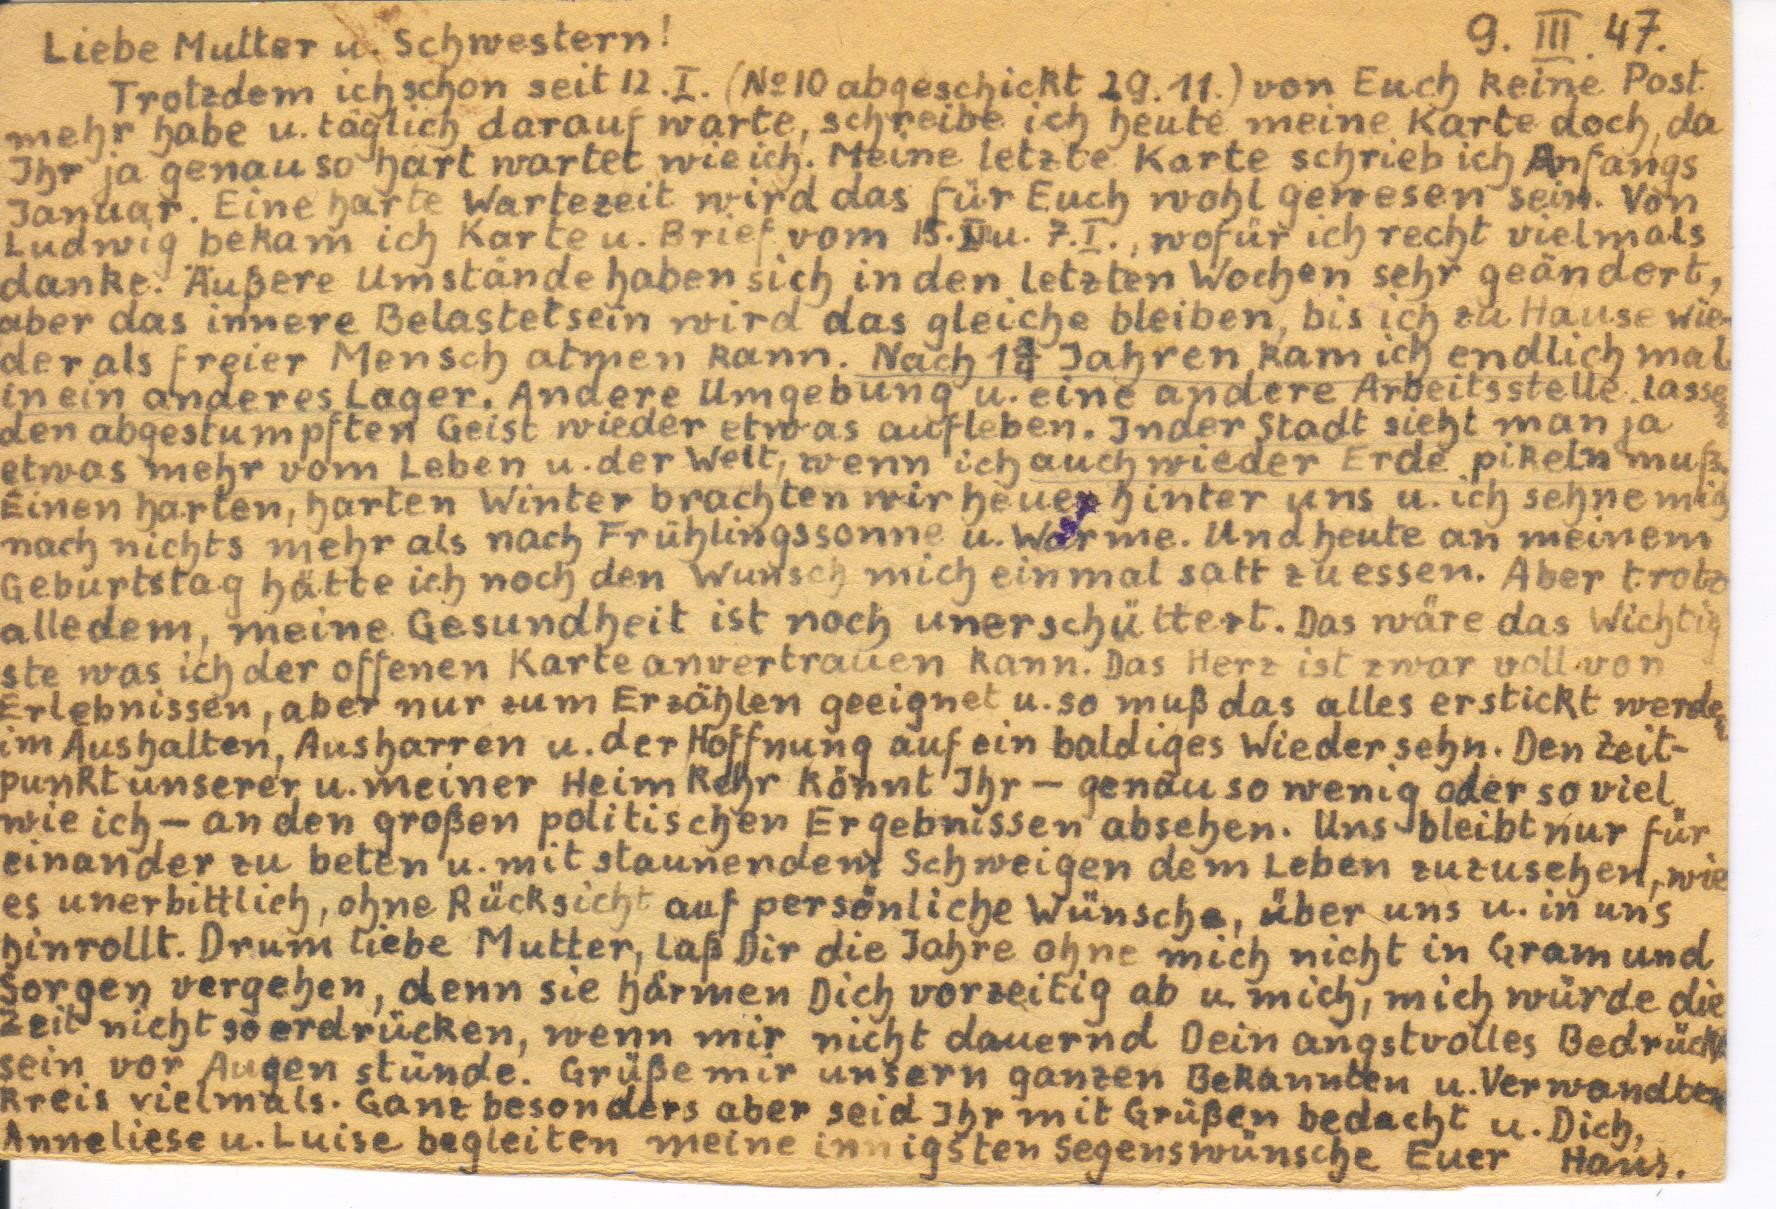 9. III. 47.
Liebe Mutter u. Schwestern!
Trotzdem ich schon seit 12. I. (No 10 abgeschickt 29. 11.) von Euch keine Post
mehr habe u. täglich darauf warte, schreibe ich heute meine Karte doch, da
Ihr ja genau so hart wartet wie ich. Meine letzte Karte schrieb ich Anfangs
Januar. Eine harte Wartezeit wird das für Euch wohl gewesen sein. Von
Ludwig bekam ich Karte u. Brief vom u. 7. I., wofür ich recht vielmals
danke. Äußere Umstände haben sich in den letzten Wochen sehr geändert,
aber das innere Belastetsein wird das gleiche bleiben, bis ich zu Hause wie-
der als freier Mensch atmen kann. Nach 1¾ Jahren kam ich endlich mal
in ein anderes Lager. Andere Umgebung u. eine andere Arbeitsstelle lassen
den abgestumpften Geist wieder etwas aufleben. In der Stadt sieht man ja
etwas mehr vom Leben u. der Welt, wenn ich auch wieder Erde pikeln muß.
Einen harten, harten Winter brachten wir heuer hinter uns u. ich sehne mich
nach nichts mehr als nach Frühlingssonne u. Wärme. Und heute an meinem
Geburtstag hätte ich noch den Wunsch mich einmal satt zu essen. Aber trotz
alledem, meine Gesundheit ist noch unerschüttert. Das wäre das Wichtig
ste was ich der offenen Karte anvertrauen kann. Das Herz ist zwar voll von
Erlebnissen, aber nur zum Erzählen geeignet u. so muß das alles erstickt werden
im Aushalten, Ausharren u. der Hoffnung auf ein baldiges Wiedersehn. Den Zeit-
punkt unserer u. meiner Heimkehr könnt Ihr – genau so wenig oder so viel
wie ich – an den großen politischen Ergebnissen absehen. Uns bleibt nur für
einander zu beten u. mit staunendem Schweigen dem Leben zuzusehen, wie
es unerbittlich, ohne Rücksicht auf persönliche Wünsche, über uns u. in uns
hinrollt. Drum liebe Mutter, laß Dir die Jahre ohne mich nicht in Gram und
Sorgen vergehen, denn sie härmen Dich vorzeitig ab u. mich, mich würde die
Zeit nicht so erdrücken, wenn mir nicht dauernd Dein angstvolles Bedrückt
sein vor Augen stünde. Grüße mir unsern ganzen Bekannten u. Verwandten
Kreis vielmals. Ganz besonders aber seid Ihr mit Grüßen bedacht u. Dich,
Anneliese u. Luise begleiten meine innigsten Segenswünsche Euer Hans.